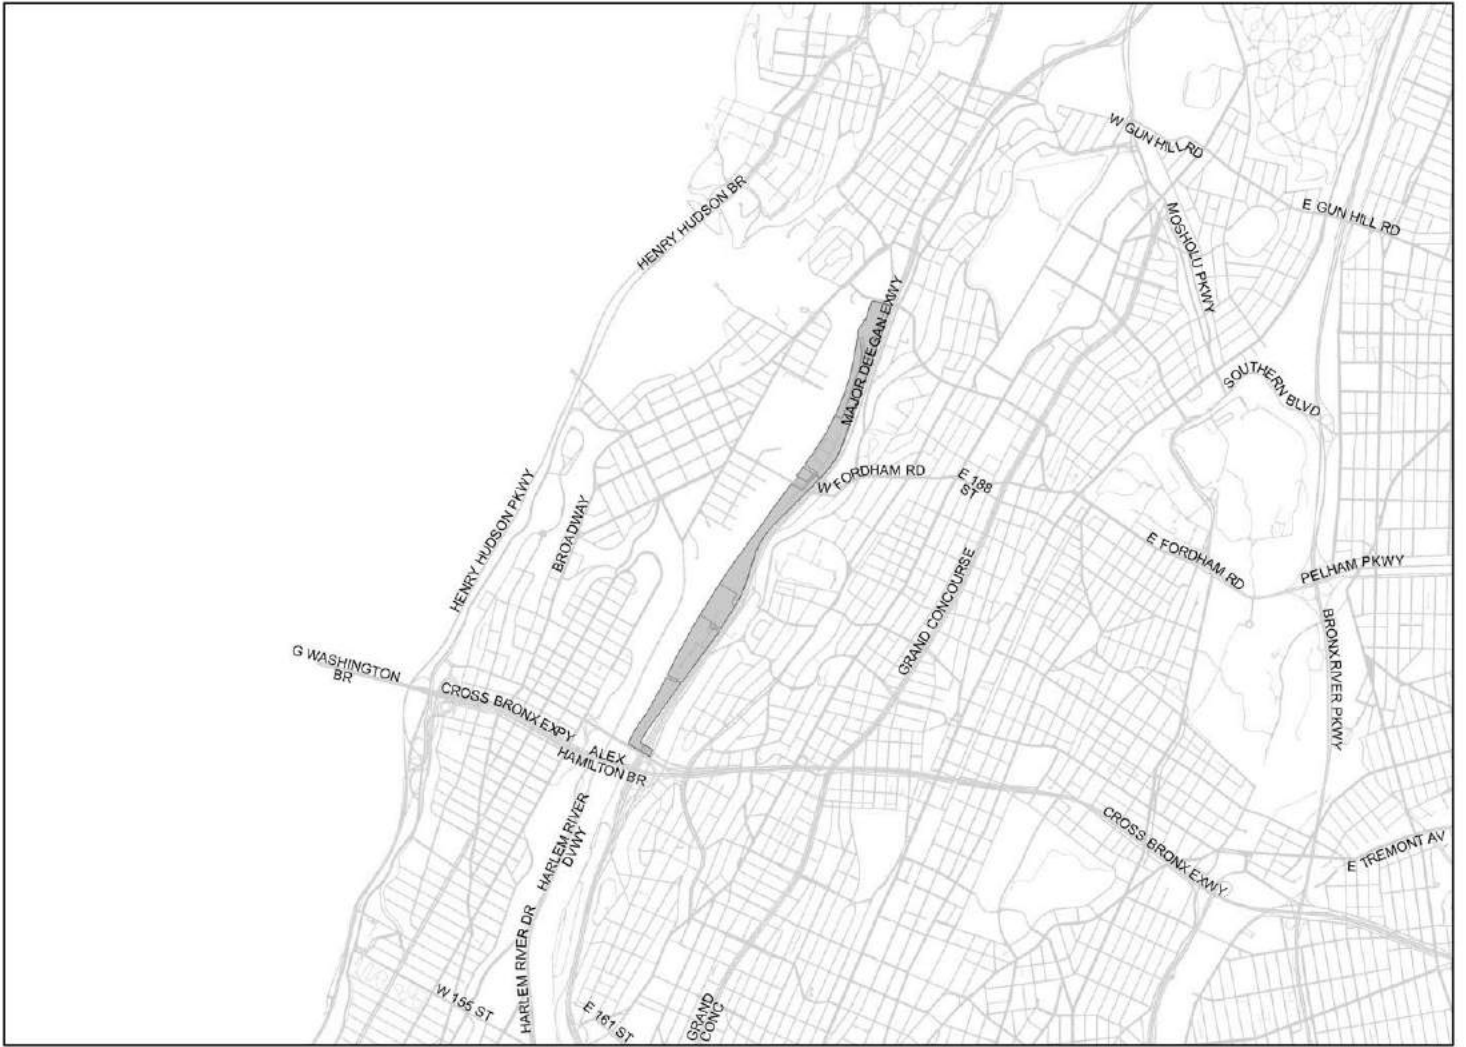 W GUN HILL RD
E GUN HILL RD
HENRY HUDSON BR
MOSHOLU PKWY
MAJOR DEEGAN EXWY
SOUTHERN BLVD
W FORDHAM RD
E 188
ST
HENRY HUDSON PKWY
BROADWAY
E FORDHAM RD
PELHAM PKWY
GRAND CONCOURSE
BRONX RIVER PKWY
G WASHINGTON
BR
CROSS BRONX EXPY
ALEX
HAMILTON BR
HARLEM RIVER
DVWY
CROSS BRONX EXWY
E TREMONT AV
HARLEM RIVER DR
W 155 ST
E 161 ST
GRAND
CONC